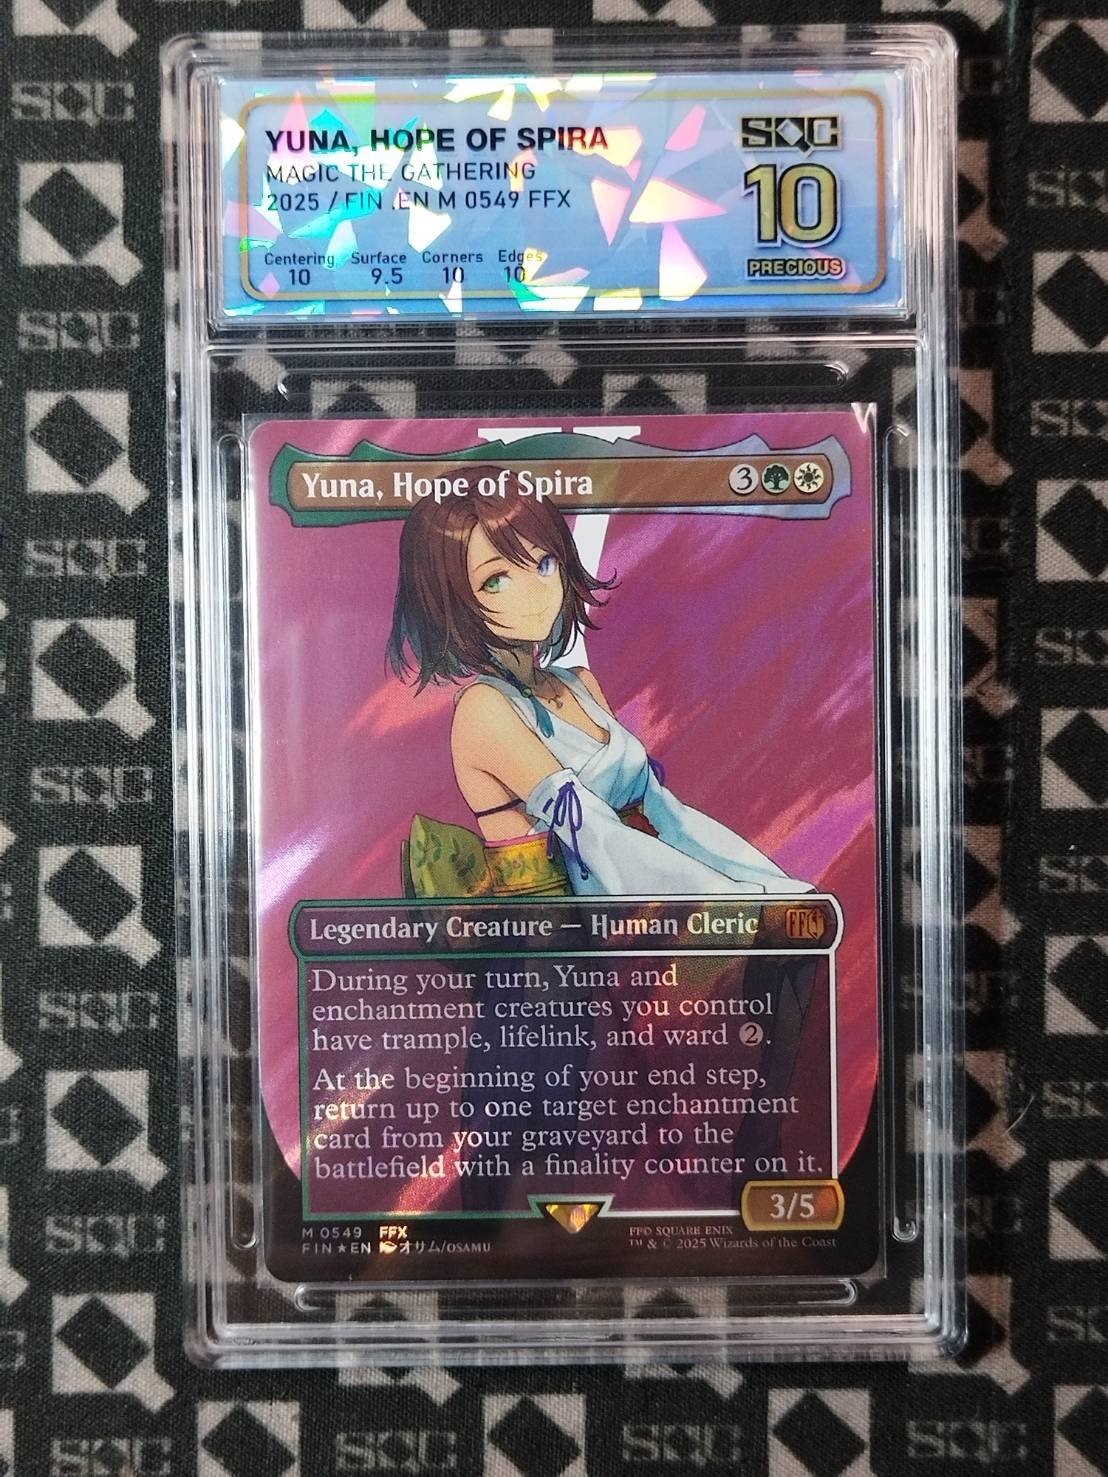 YUNA, HOPE OF SPIRA
MAGIC THE GATHERING
2025 / FIN .EN M 0549 FFX
Centering Surface Corners Edges
10 9.5 10 10
SQC
10
PRECIOUS
Yuna, Hope of Spira 3
Legendary Creature — Human Cleric
During your turn, Yuna and
enchantment creatures you control
have trample, lifelink, and ward 2.
At the beginning of your end step,
return up to one target enchantment
card from your graveyard to the
battlefield with a finality counter on it.
3/5
M 0549 FFX
FIN★EN オサム/OSAMU
FF© SQUARE ENIX
™ & © 2025 Wizards of the Coast
SQC